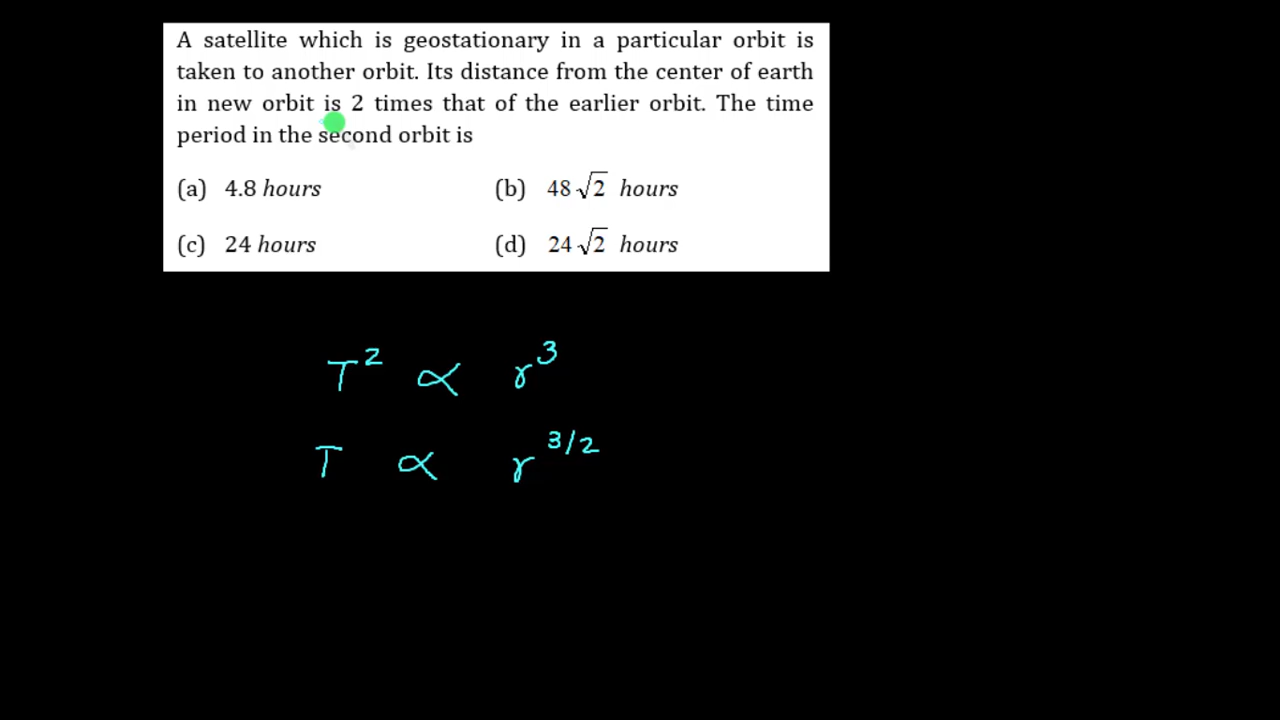 A satellite which is geostationary in a particular orbit is
taken to another orbit. Its distance from the center of earth
in new orbit is 2 times that of the earlier orbit. The time
period in the second orbit is
(a) 4.8 hours (b) 48√2 hours
(c) 24 hours (d) 24√2 hours
T² ∝ r³
T ∝ r^3/2